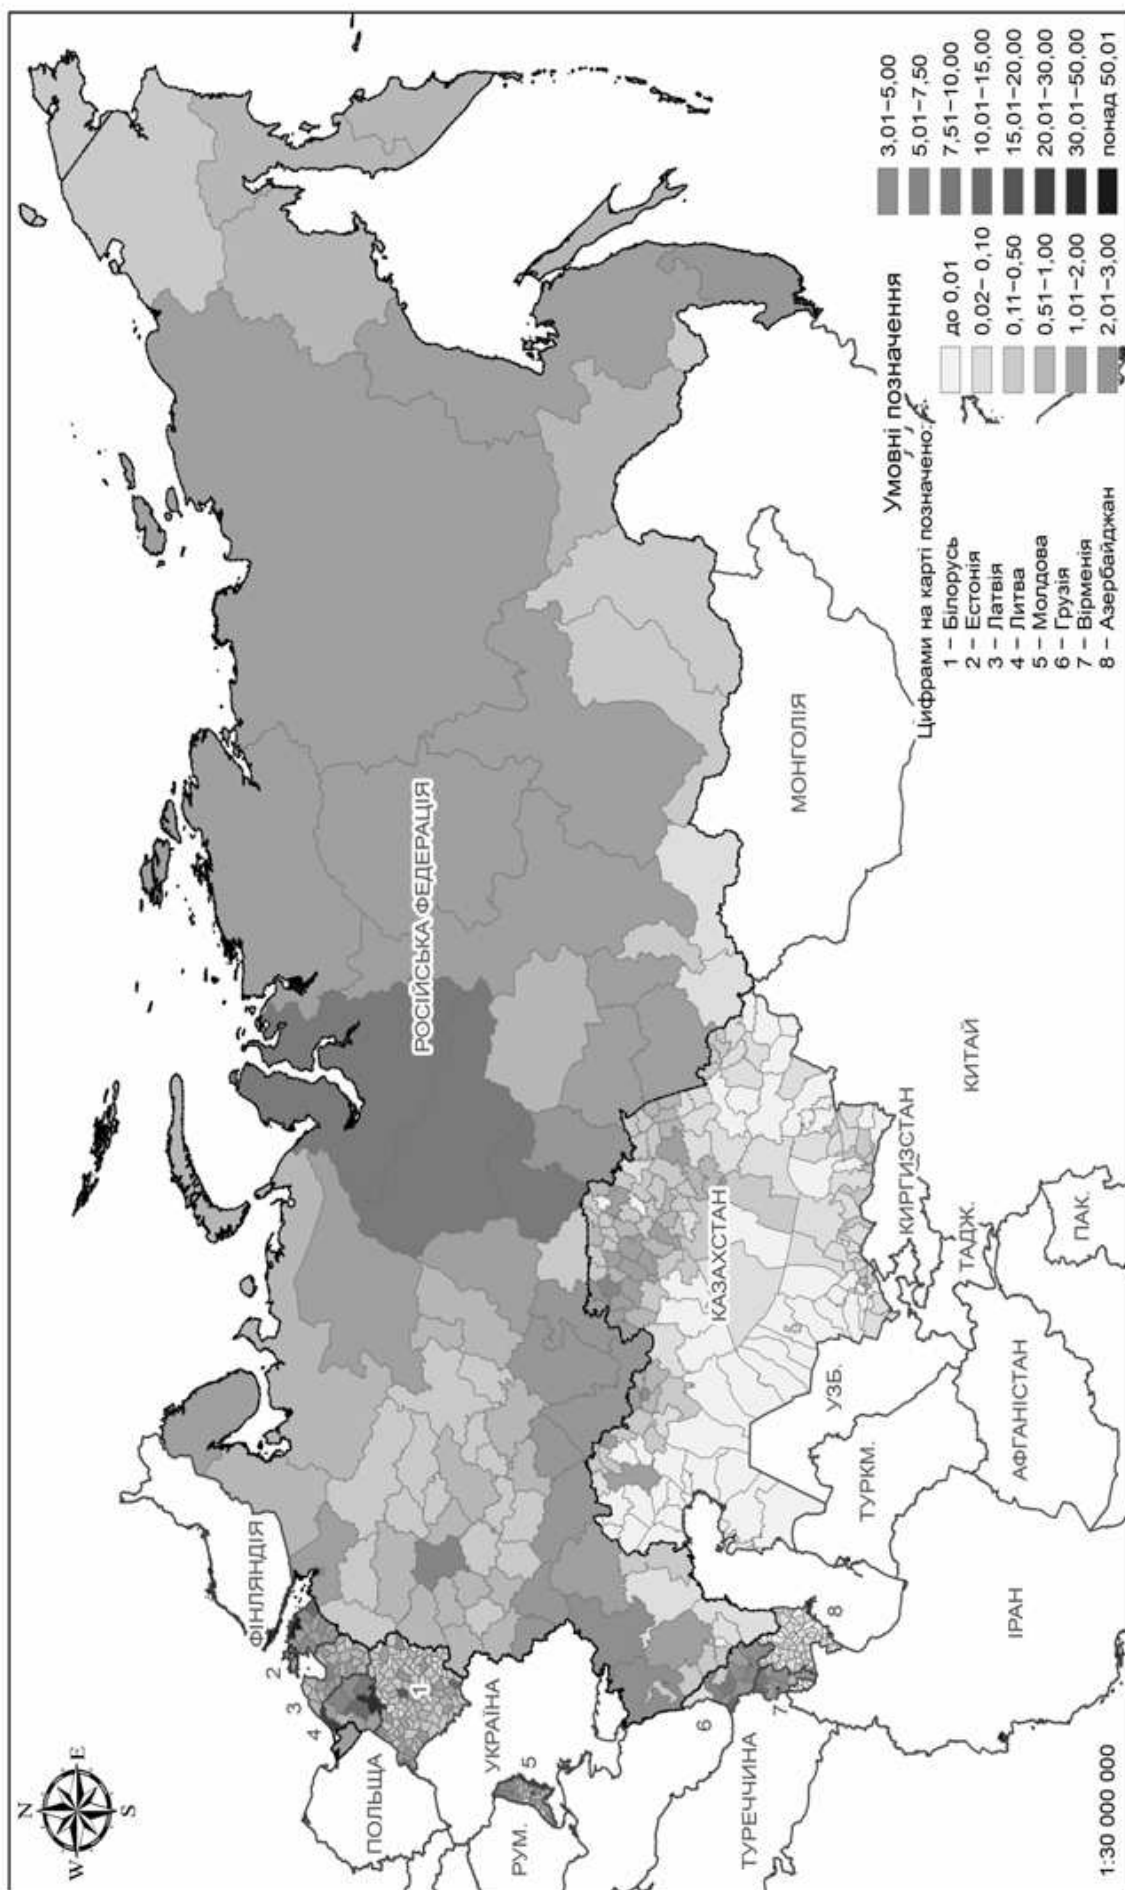 N
W
E
S
ФІНЛЯНДІЯ
РОСІЙСЬКА ФЕДЕРАЦІЯ
2
3
4
1
ПОЛЬЩА
УКРАЇНА
5
РУМ.
КАЗАХСТАН
МОНГОЛІЯ
6
7
8
ТУРЕЧЧИНА
УЗБ.
ТУРКМ.
КИРГИЗСТАН
ТАДЖ.
КИТАЙ
ІРАН
АФГАНІСТАН
ПАК.
1:30 000 000
Умовні позначення
Цифрами на карті позначено:
1 – Білорусь
2 – Естонія
3 – Латвія
4 – Литва
5 – Молдова
6 – Грузія
7 – Вірменія
8 – Азербайджан
до 0,01
0,02– 0,10
0,11–0,50
0,51–1,00
1,01–2,00
2,01–3,00
3,01–5,00
5,01–7,50
7,51–10,00
10,01–15,00
15,01–20,00
20,01–30,00
30,01–50,00
понад 50,01